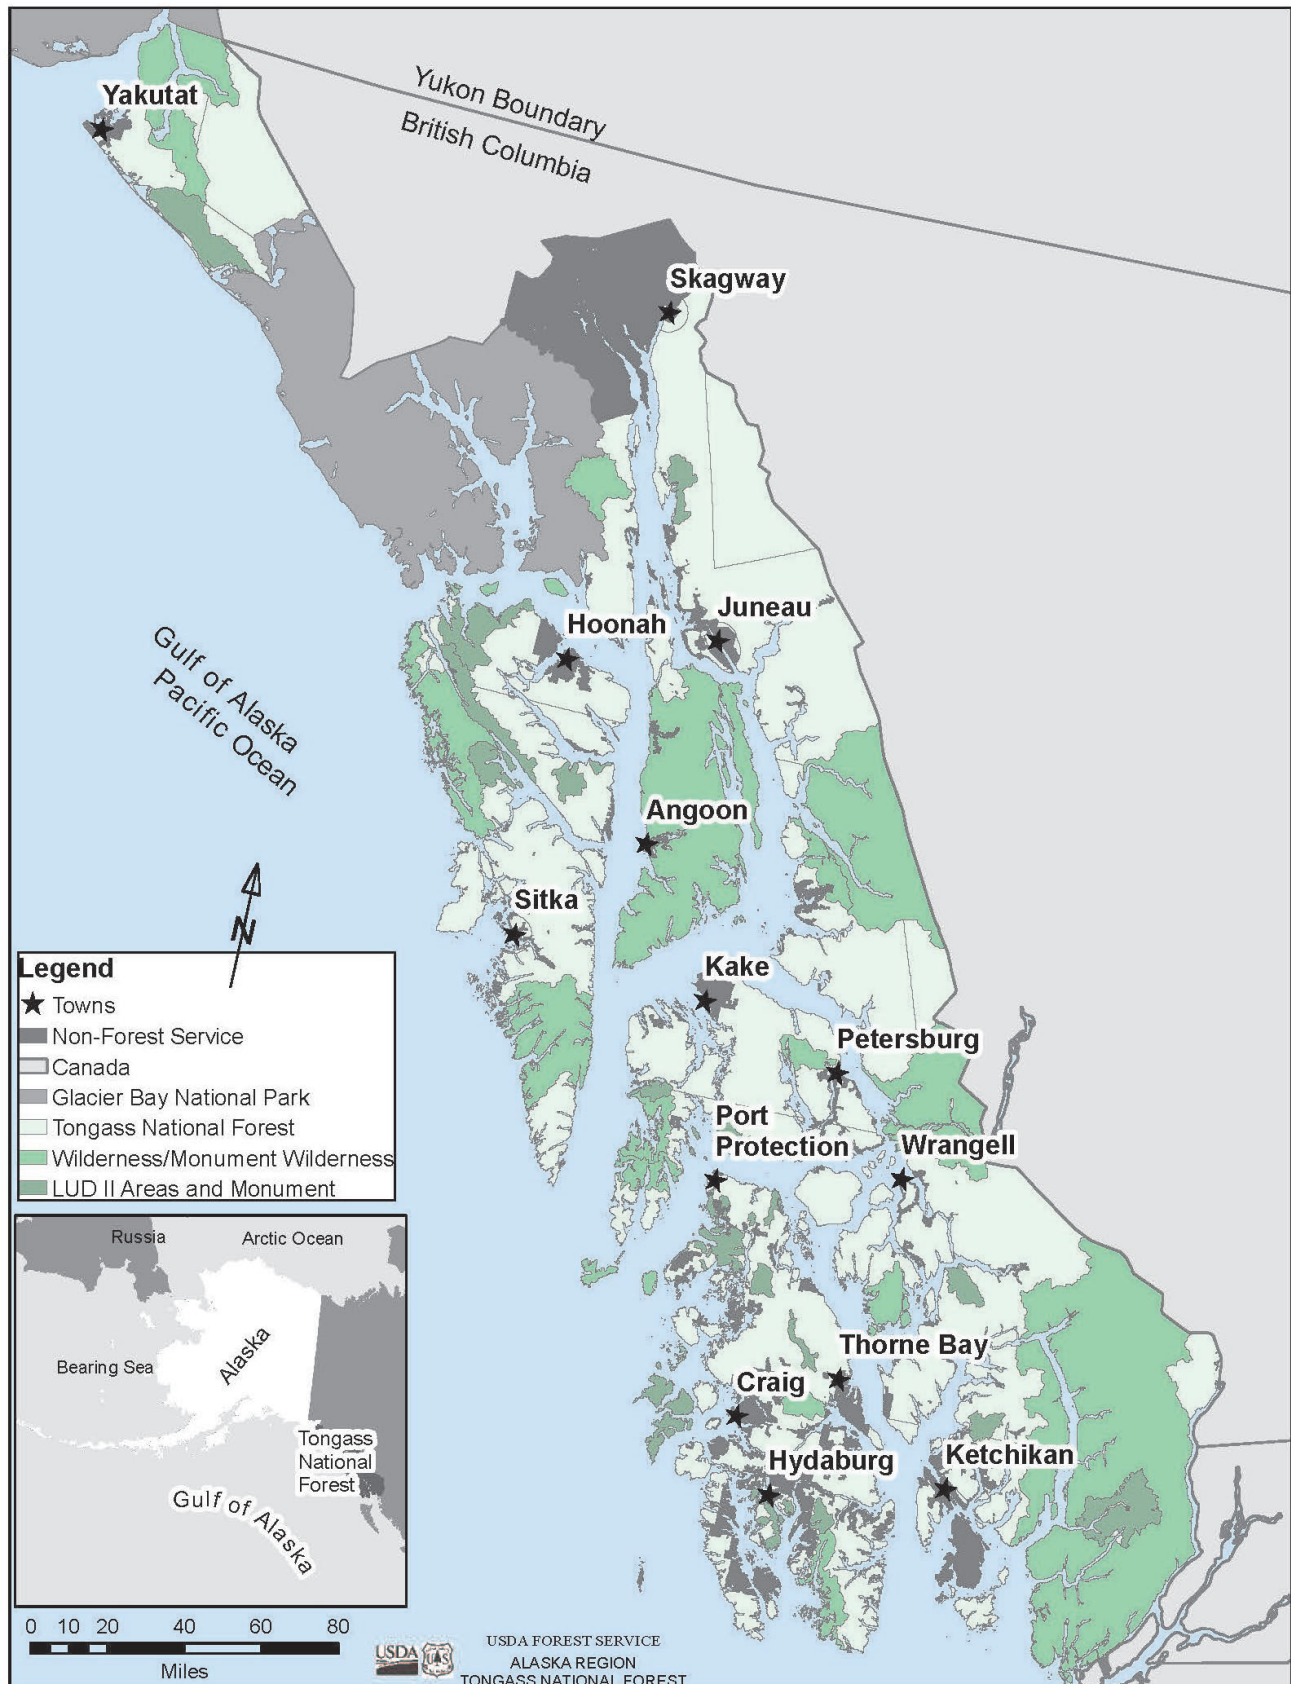 Yukon Boundary
British Columbia
Yakutat
Skagway
Juneau
Hoonah
Gulf of Alaska
Pacific Ocean
Angoon
Sitka
N
Kake
Petersburg
Port
Protection
Wrangell
Thorne Bay
Craig
Hydaburg
Ketchikan
Legend
Towns
Non-Forest Service
Canada
Glacier Bay National Park
Tongass National Forest
Wilderness/Monument Wilderness
LUD II Areas and Monument
Russia
Arctic Ocean
Bearing Sea
Alaska
Tongass
National
Forest
Gulf of Alaska
0 10 20 40 60 80
Miles
USDA
U S
USDA FOREST SERVICE
ALASKA REGION
TONGASS NATIONAL FOREST